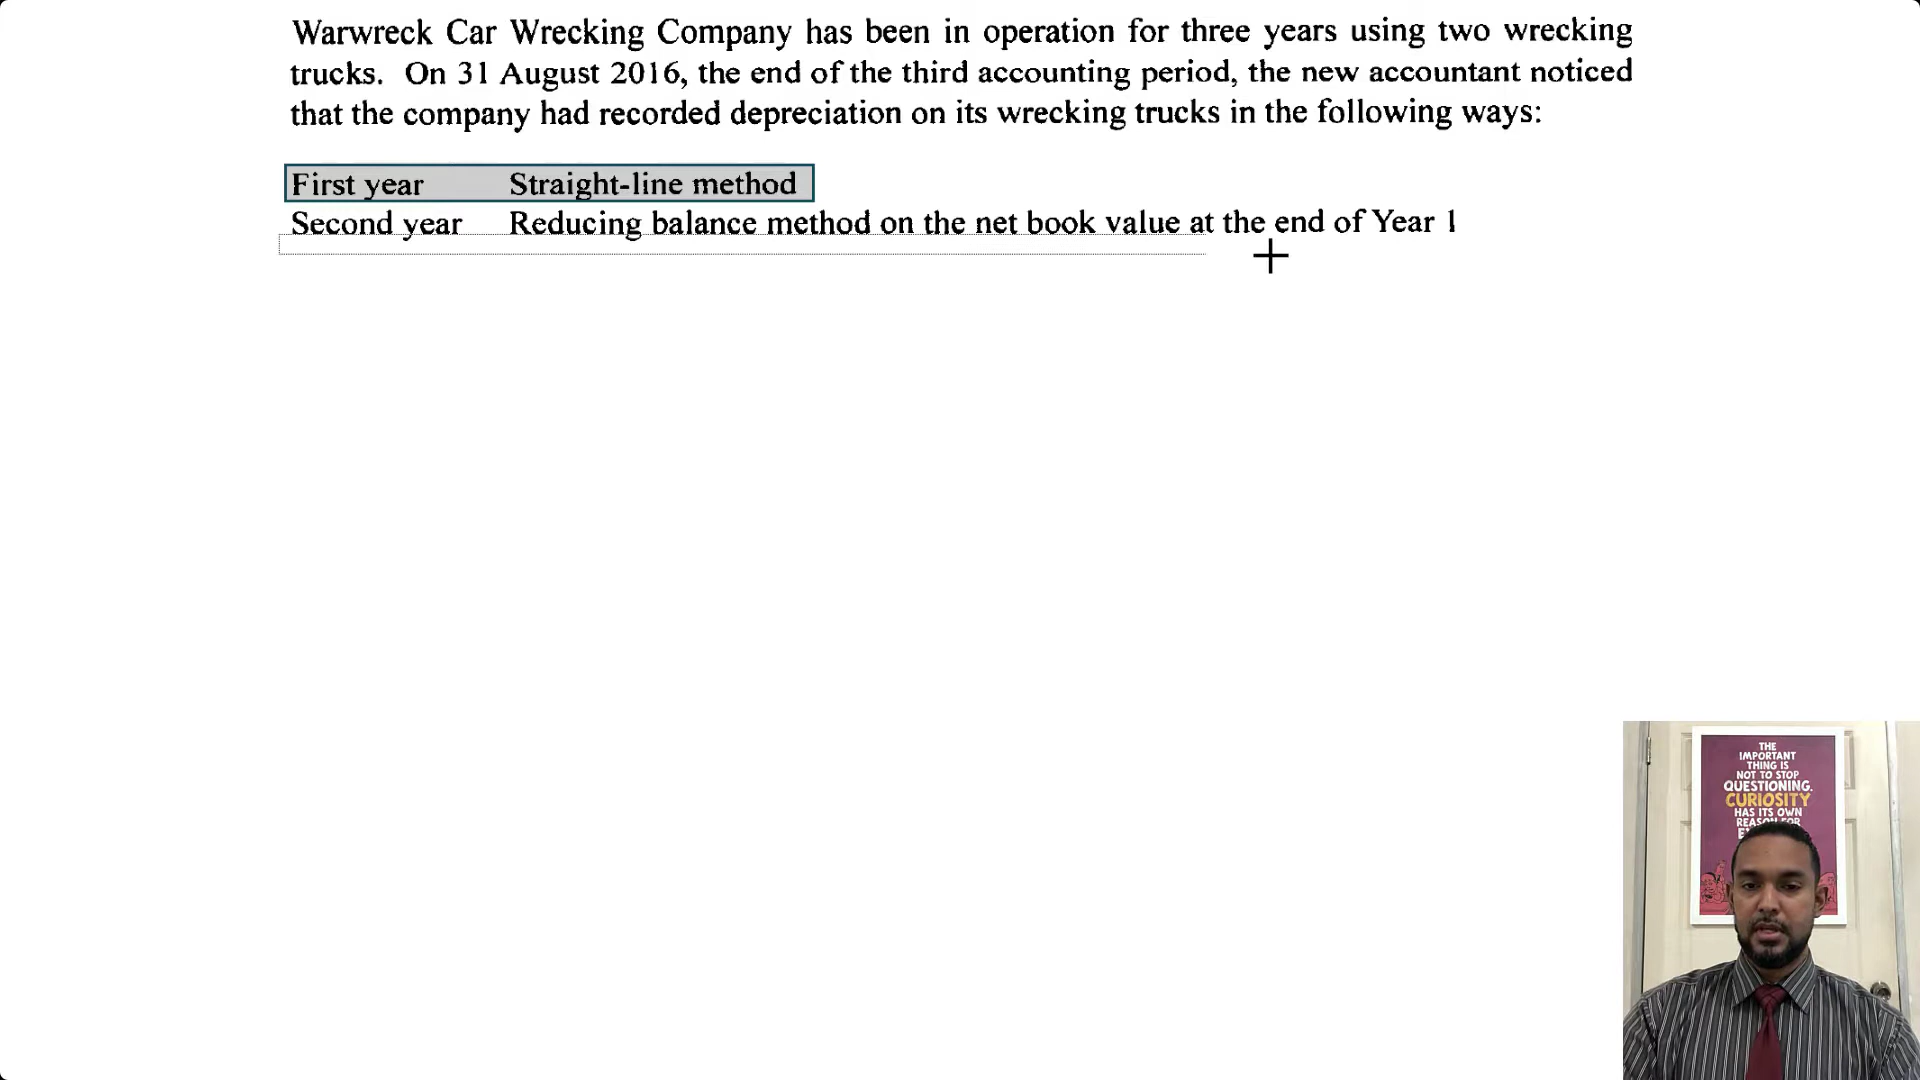 Warwreck Car Wrecking Company has been in operation for three years using two wrecking
trucks. On 31 August 2016, the end of the third accounting period, the new accountant noticed
that the company had recorded depreciation on its wrecking trucks in the following ways:
First year Straight-line method
Second year Reducing balance method on the net book value at the end of Year 1
THE
IMPORTANT
THING IS
NOT TO STOP
QUESTIONING.
CURIOSITY
HAS ITS OWN
REASON FOR